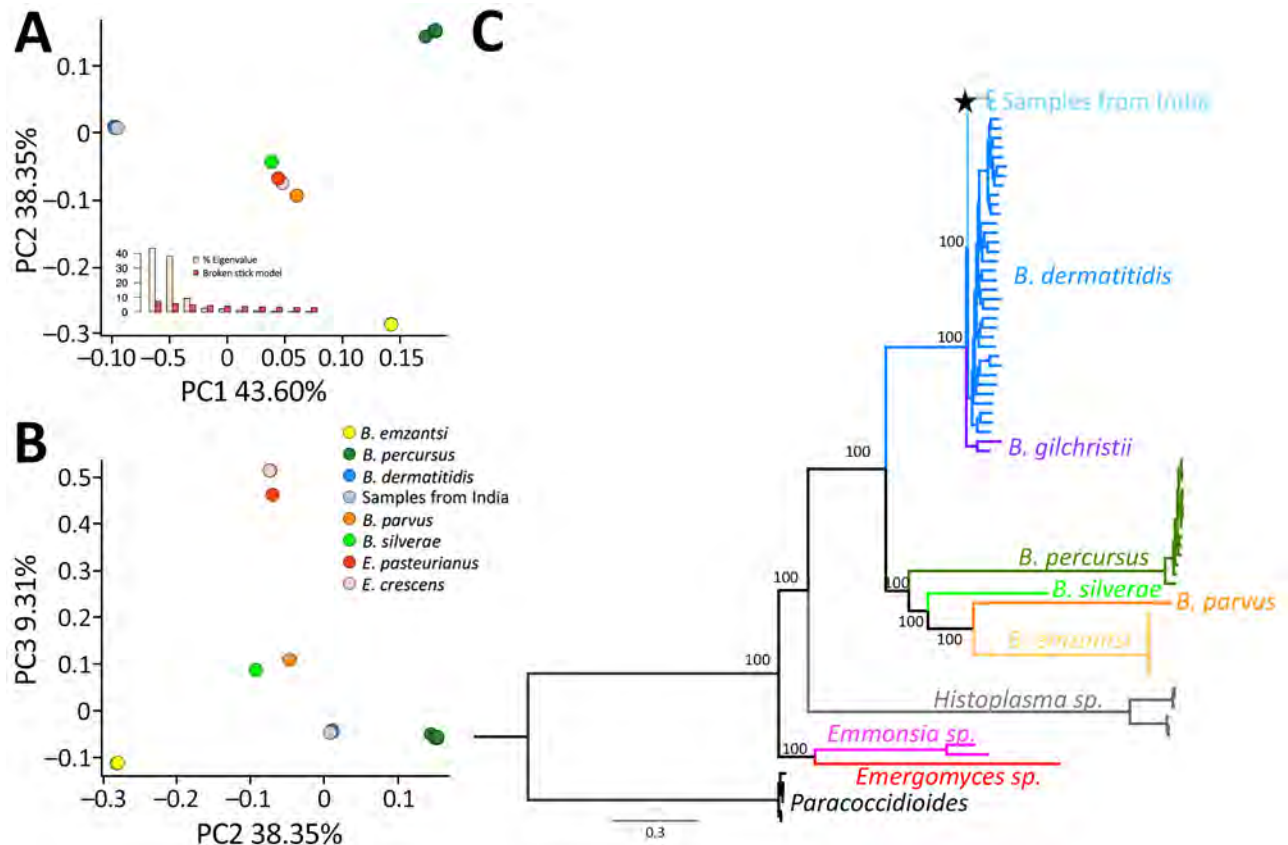 A
0.1
0
−0.1
−0.2
−0.3
PC2 38.35%
40
30
20
10
0
% Eigenvalue
Broken stick model
−0.10
−0.5
0
0.05
0.10
0.15
PC1 43.60%
B
0.5
0.4
0.3
0.2
0.1
0
−0.1
PC3 9.31%
B. emzantsi
B. percursus
B. dermatitidis
Samples from India
B. parvus
B. silverae
E. pasteurianus
E. crescens
−0.3
−0.2
−0.1
0
0.1
PC2 38.35%
C
Samples from India
100
B. dermatitidis
100
B. gilchristii
100
B. percursus
100
100
B. silverae
B. parvus
100
100
B. emzantsi
100
Histoplasma sp.
Emmonsia sp.
100
Emergomyces sp.
Paracoccidioides
0.3